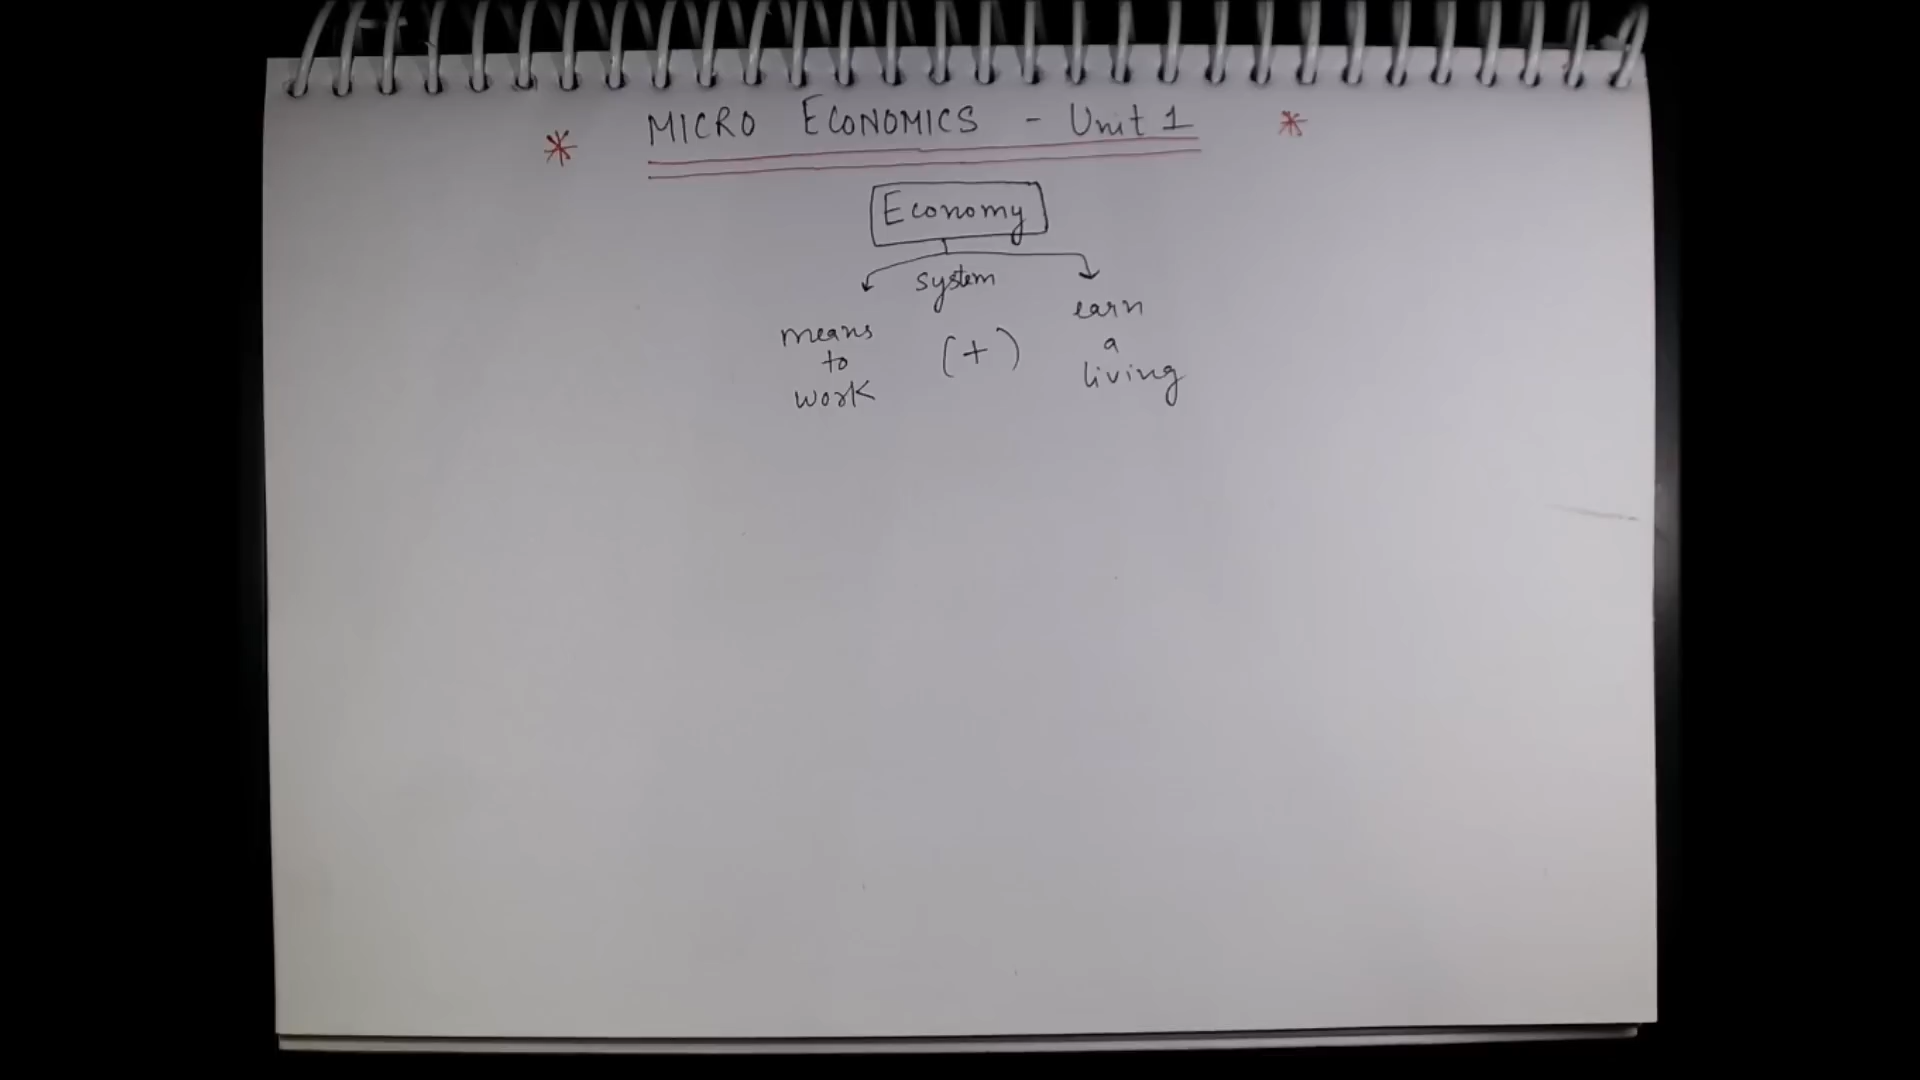 * MICRO ECONOMICS - Unit 1 *
Economy
system
means
to
work
(+)
earn
a
living